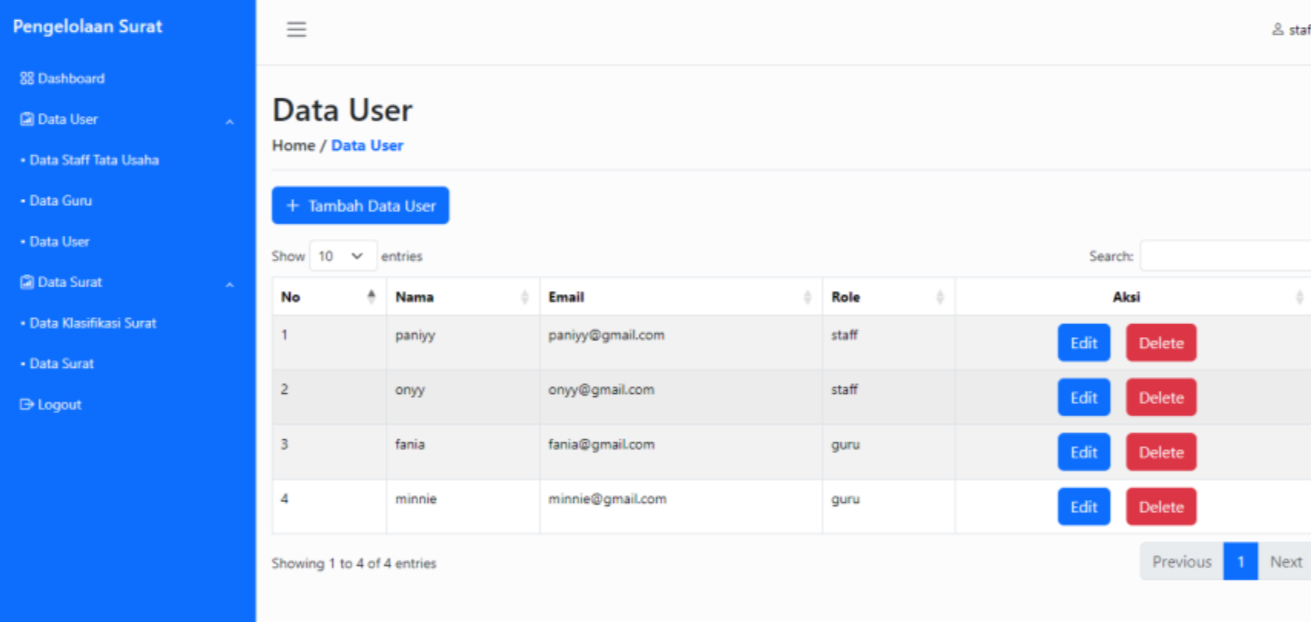 Pengelolaan Surat
Dashboard
Data User
• Data Staff Tata Usaha
• Data Guru
• Data User
Data Surat
• Data Klasifikasi Surat
• Data Surat
Logout
Data User
Home / Data User
+ Tambah Data User
Show 10 entries
Search:
No Nama Email Role Aksi
1 paniyy paniyy@gmail.com staff Edit Delete
2 onyy onyy@gmail.com staff Edit Delete
3 fania fania@gmail.com guru Edit Delete
4 minnie minnie@gmail.com guru Edit Delete
Showing 1 to 4 of 4 entries
Previous 1 Next